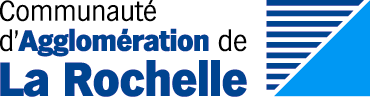 Communauté
d'Agglomération de
La Rochelle